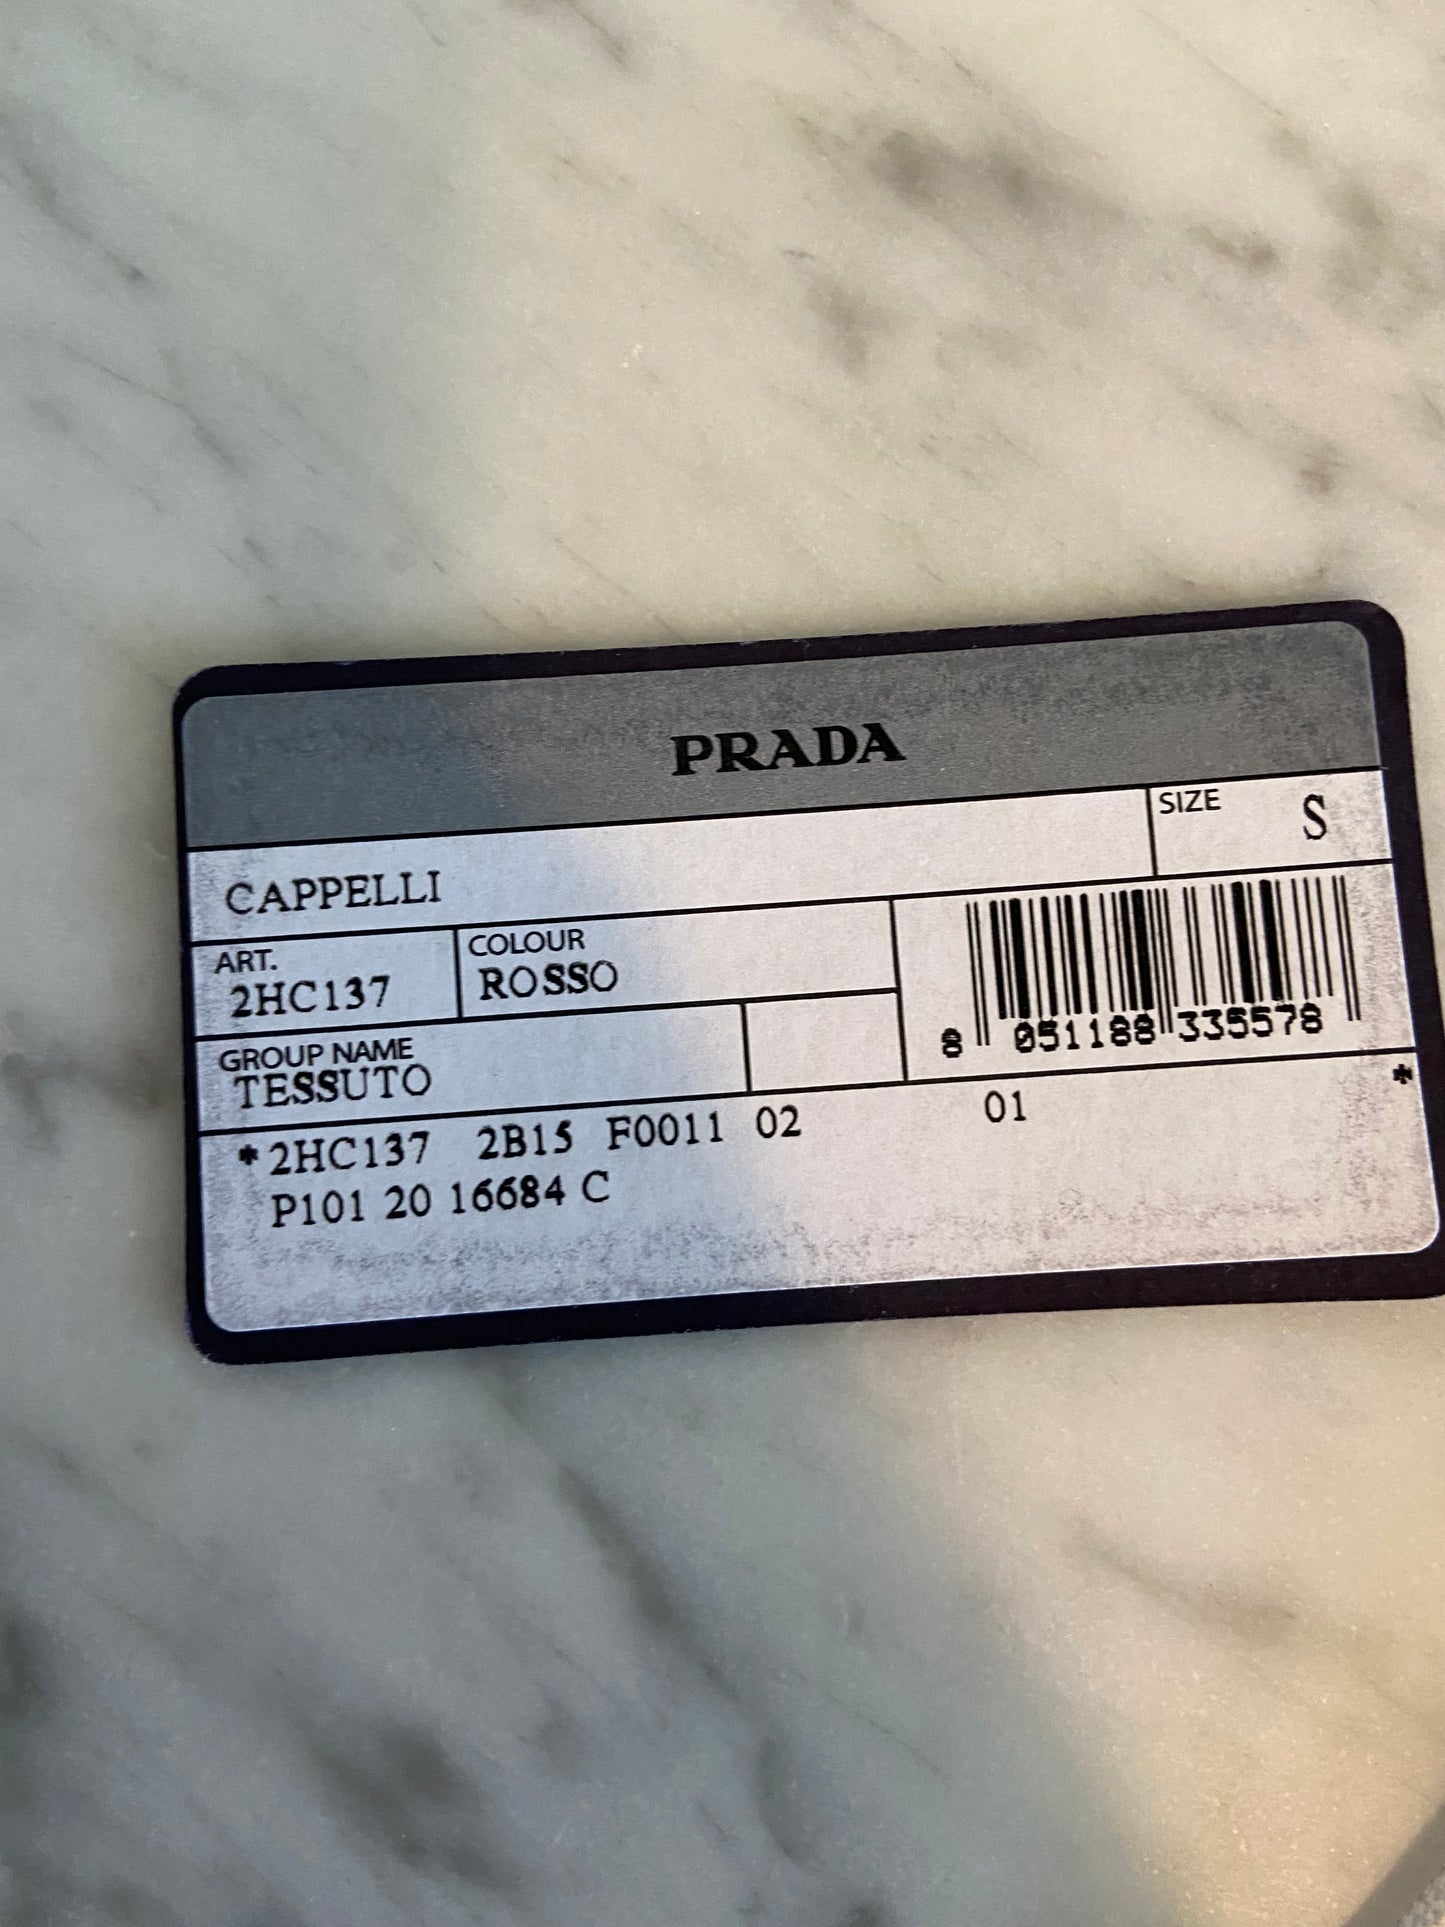 PRADA
CAPPELLI
SIZE S
ART.
2HC137
COLOUR
ROSSO
GROUP NAME
TESSUTO
8 051188 335578
*2HC137 2B15 F0011 02 01 *
P101 20 16684 C